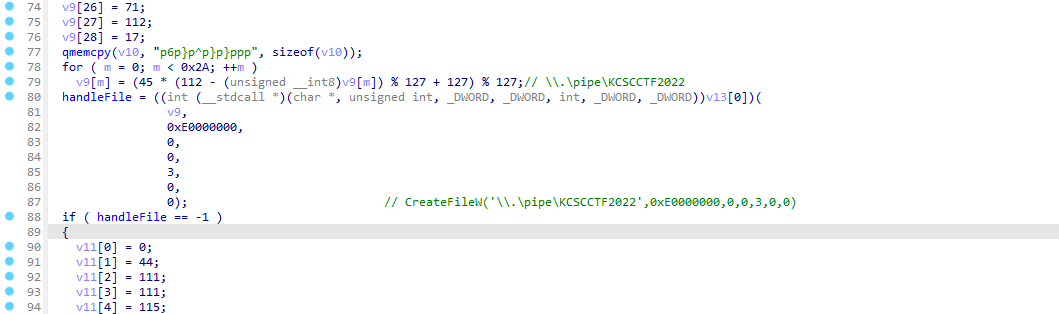 74 v9[26] = 71;
75 v9[27] = 112;
76 v9[28] = 17;
77 qmemcpy(v10, "p6p}p^p}p}ppp", sizeof(v10));
78 for ( m = 0; m < 0x2A; ++m )
79 v9[m] = (45 * (112 - (unsigned __int8)v9[m]) % 127 + 127) % 127;// \\.\pipe\KCSCCTF2022
80 handleFile = ((int (__stdcall *)(char *, unsigned int, _DWORD, _DWORD, int, _DWORD, _DWORD))v13[0])(
81 v9,
82 0xE0000000,
83 0,
84 0,
85 3,
86 0,
87 0); // CreateFileW('\\.\pipe\KCSCCTF2022',0xE0000000,0,0,3,0,0)
88 if ( handleFile == -1 )
89 {
90 v11[0] = 0;
91 v11[1] = 44;
92 v11[2] = 111;
93 v11[3] = 111;
94 v11[4] = 115;